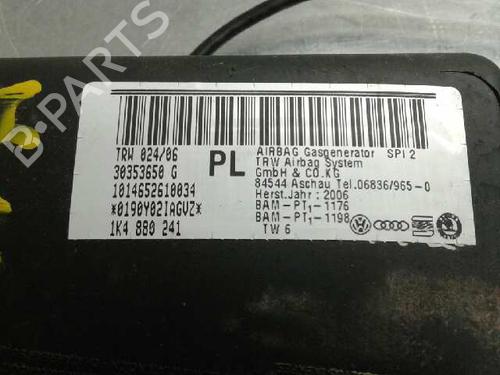 TRW 024/06
30353650 G
1014652610034
*0190Y02IAGVZ*
1K4 880 241
PL
AIRBAG Gasgenerator SPI 2
TRW Airbag System
GmbH & CO.KG
84544 Aschau Tel.06836/965-0
Herst.Jahr : 2006
BAM-PT1-1176
BAM-PT1-1198
TW 6